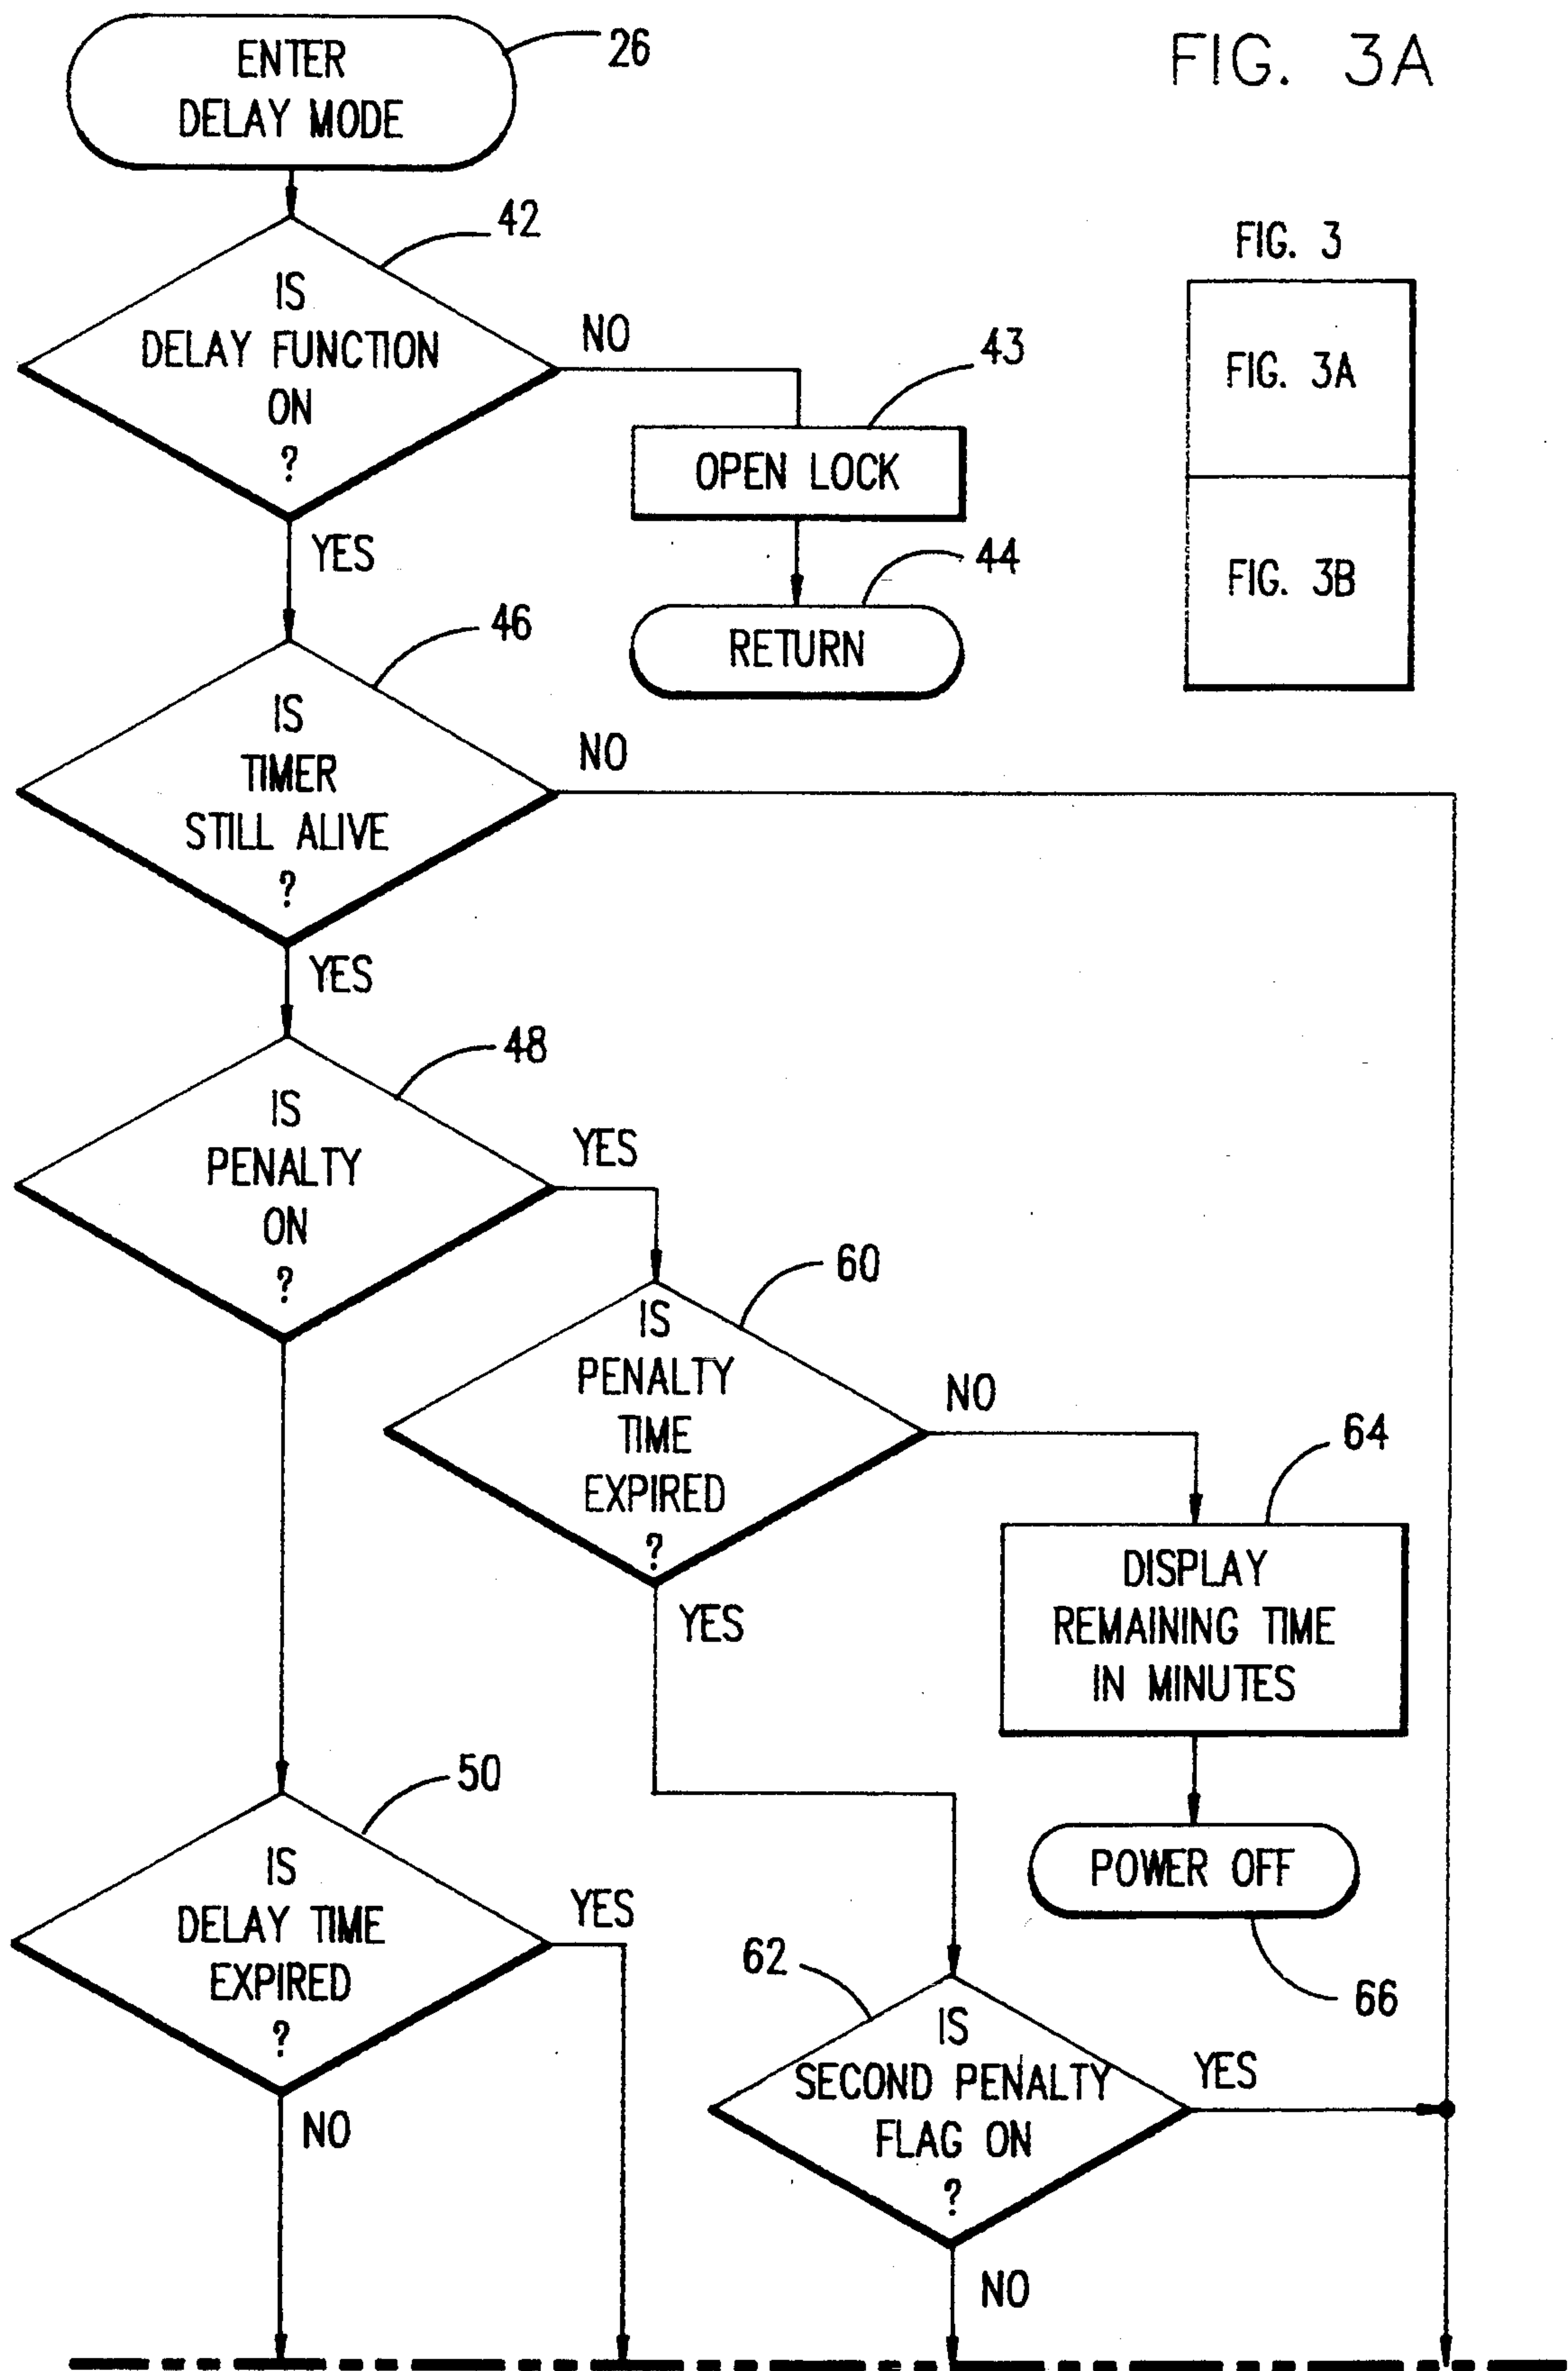 FIG. 3A
ENTER
DELAY MODE
26
42
IS
DELAY FUNCTION
ON
?
NO
YES
43
OPEN LOCK
44
RETURN
FIG. 3
FIG. 3A
FIG. 3B
46
IS
TIMER
STILL ALIVE
?
NO
YES
48
IS
PENALTY
ON
?
YES
60
IS
PENALTY
TIME
EXPIRED
?
NO
YES
64
DISPLAY
REMAINING TIME
IN MINUTES
POWER OFF
66
50
IS
DELAY TIME
EXPIRED
?
YES
NO
62
IS
SECOND PENALTY
FLAG ON
?
YES
NO